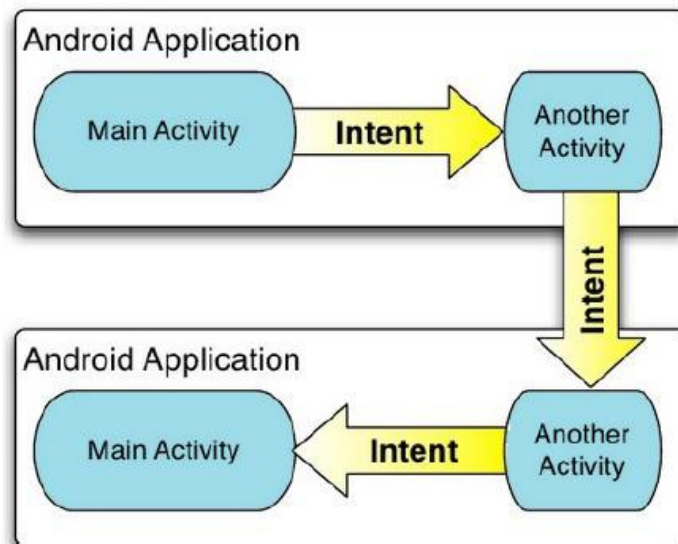 Android Application
Main Activity
Intent
Another
Activity
Intent
Android Application
Main Activity
Intent
Another
Activity